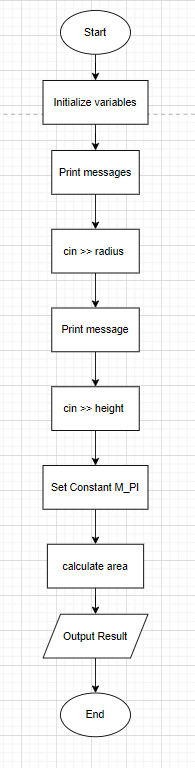 Start
Initialize variables
Print messages
cin >> radius
Print message
cin >> height
Set Constant M_PI
calculate area
Output Result
End